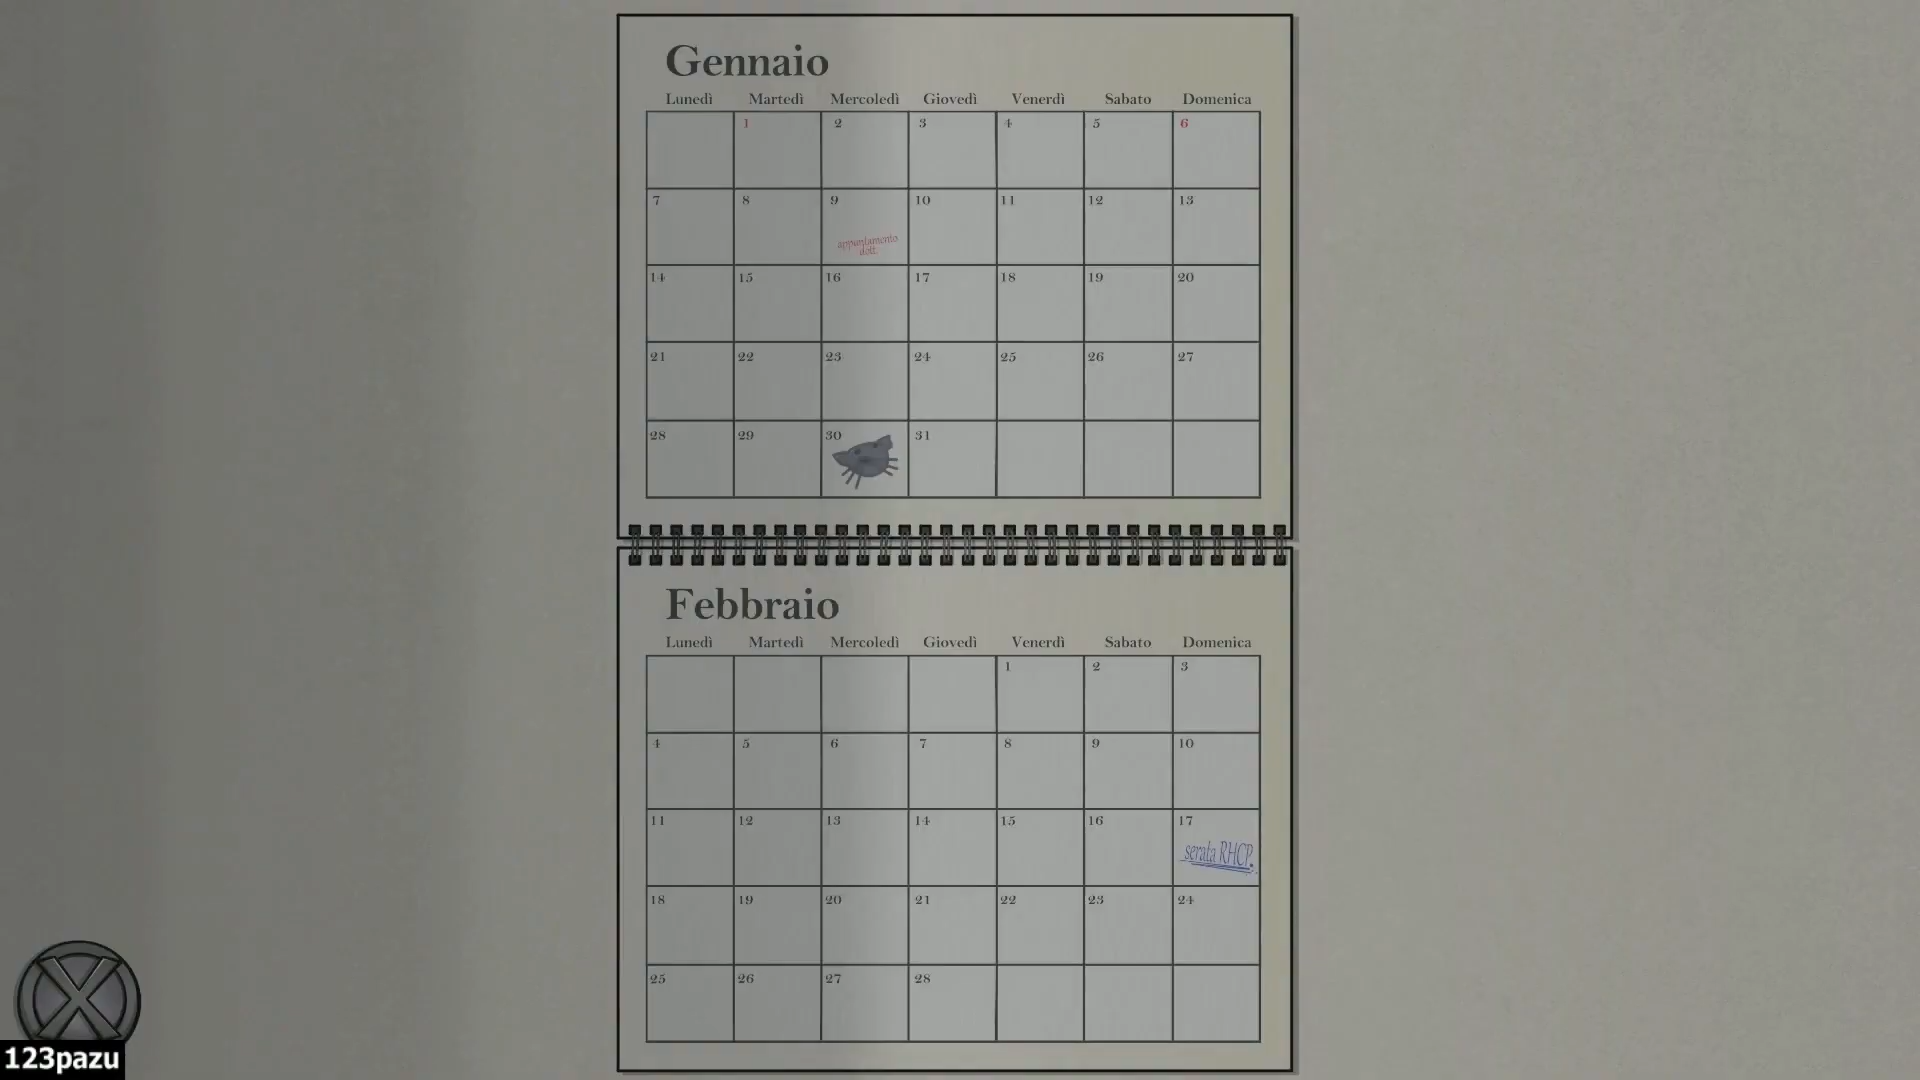 Gennaio
Lunedì Martedì Mercoledì Giovedì Venerdì Sabato Domenica
1 2 3 4 5 6
7 8 9 10 11 12 13
appuntamento
dott.
14 15 16 17 18 19 20
21 22 23 24 25 26 27
28 29 30 31
Febbraio
Lunedì Martedì Mercoledì Giovedì Venerdì Sabato Domenica
1 2 3
4 5 6 7 8 9 10
11 12 13 14 15 16 17
serata RHCP.
18 19 20 21 22 23 24
25 26 27 28
X
123pazu